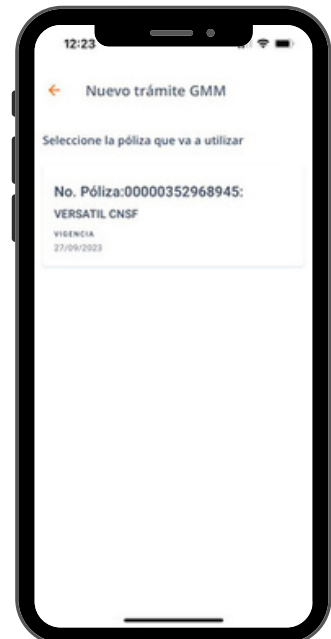 12:23
Nuevo trámite GMM
Seleccione la póliza que va a utilizar
No. Póliza:00000352968945:
VERSATIL CNSF
VIGENCIA
27/09/2023